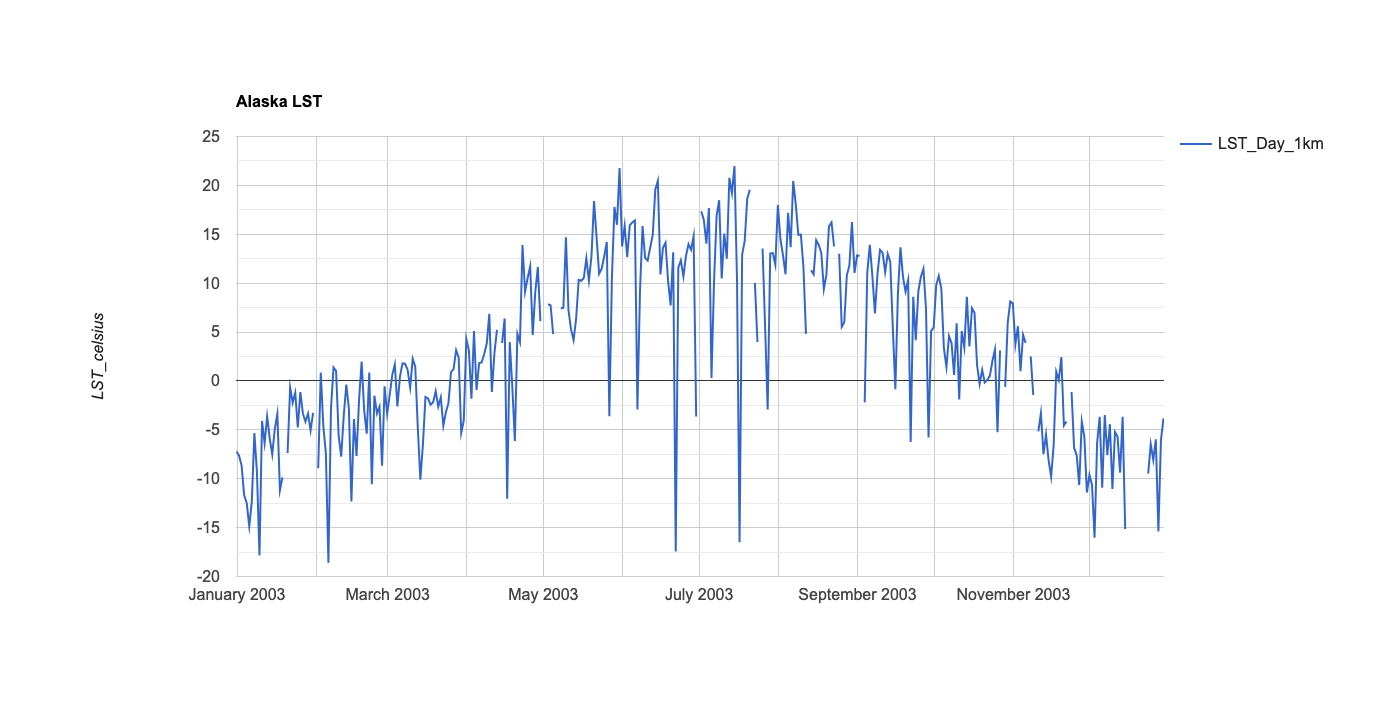 Alaska LST
LST_Day_1km
25
20
15
10
5
0
-5
-10
-15
-20
LST_celsius
January 2003
March 2003
May 2003
July 2003
September 2003
November 2003